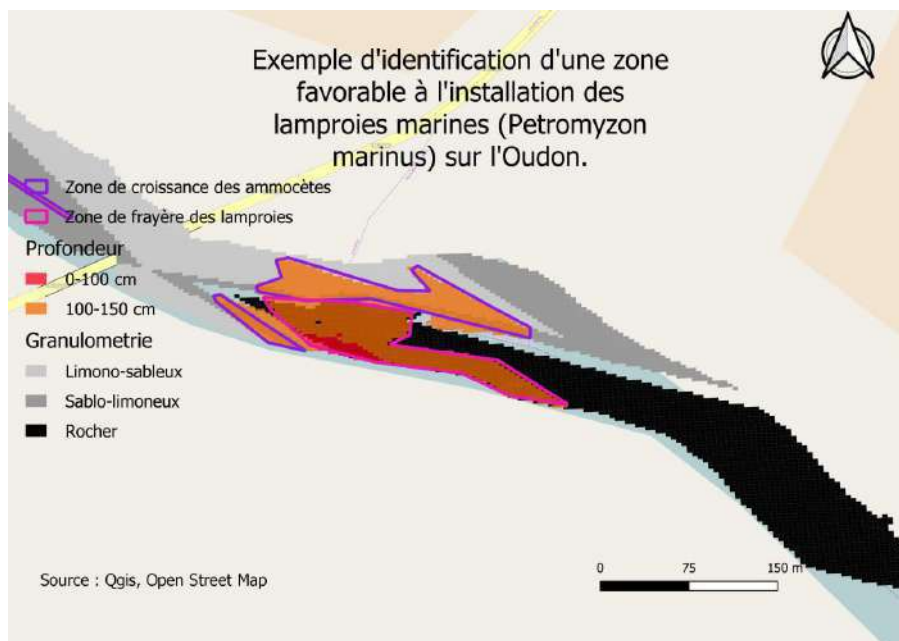 Exemple d'identification d'une zone
favorable à l'installation des
lamproies marines (Petromyzon
marinus) sur l'Oudon.
Zone de croissance des ammocètes
Zone de frayère des lamproies
Profondeur
0-100 cm
100-150 cm
Granulometrie
Limono-sableux
Sablo-limoneux
Rocher
Source : Qgis, Open Street Map
0 75 150 m